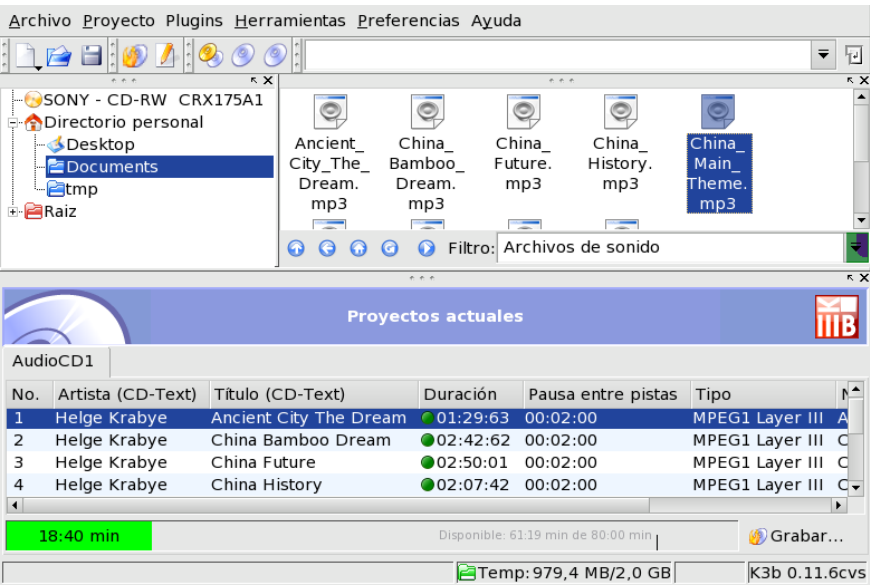 Archivo Proyecto Plugins Herramientas Preferencias Ayuda
SONY - CD-RW CRX175A1
Directorio personal
Desktop
Documents
tmp
Raiz
Ancient_
City_The_
Dream.
mp3
China_
Bamboo_
Dream.
mp3
China_
Future.
mp3
China_
History.
mp3
China_
Main_
Theme.
mp3
Filtro: Archivos de sonido
Proyectos actuales
K3B
AudioCD1
No. Artista (CD-Text) Título (CD-Text) Duración Pausa entre pistas Tipo
1 Helge Krabye Ancient City The Dream 01:29:63 00:02:00 MPEG1 Layer III A
2 Helge Krabye China Bamboo Dream 02:42:62 00:02:00 MPEG1 Layer III C
3 Helge Krabye China Future 02:50:01 00:02:00 MPEG1 Layer III C
4 Helge Krabye China History 02:07:42 00:02:00 MPEG1 Layer III C
18:40 min Disponible: 61:19 min de 80:00 min Grabar...
Temp: 979,4 MB/2,0 GB K3b 0.11.6cvs